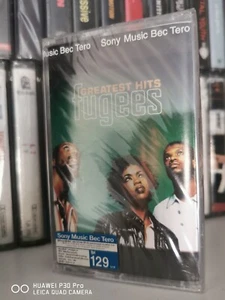 usic Bec Tero    Sony Music Bec Tero
GREATEST HITS
fugees
Sony Music Bec Tero
129
HUAWEI P30 Pro
LEICA QUAD CAMERA